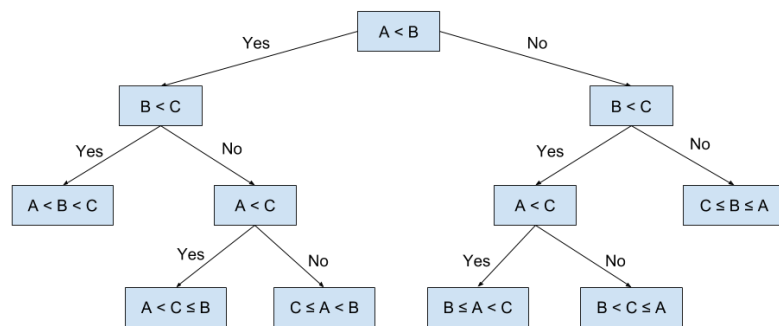 A < B
Yes
No
B < C
B < C
Yes
No
Yes
No
A < B < C
A < C
A < C
C ≤ B ≤ A
Yes
No
Yes
No
A < C ≤ B
C ≤ A < B
B ≤ A < C
B < C ≤ A